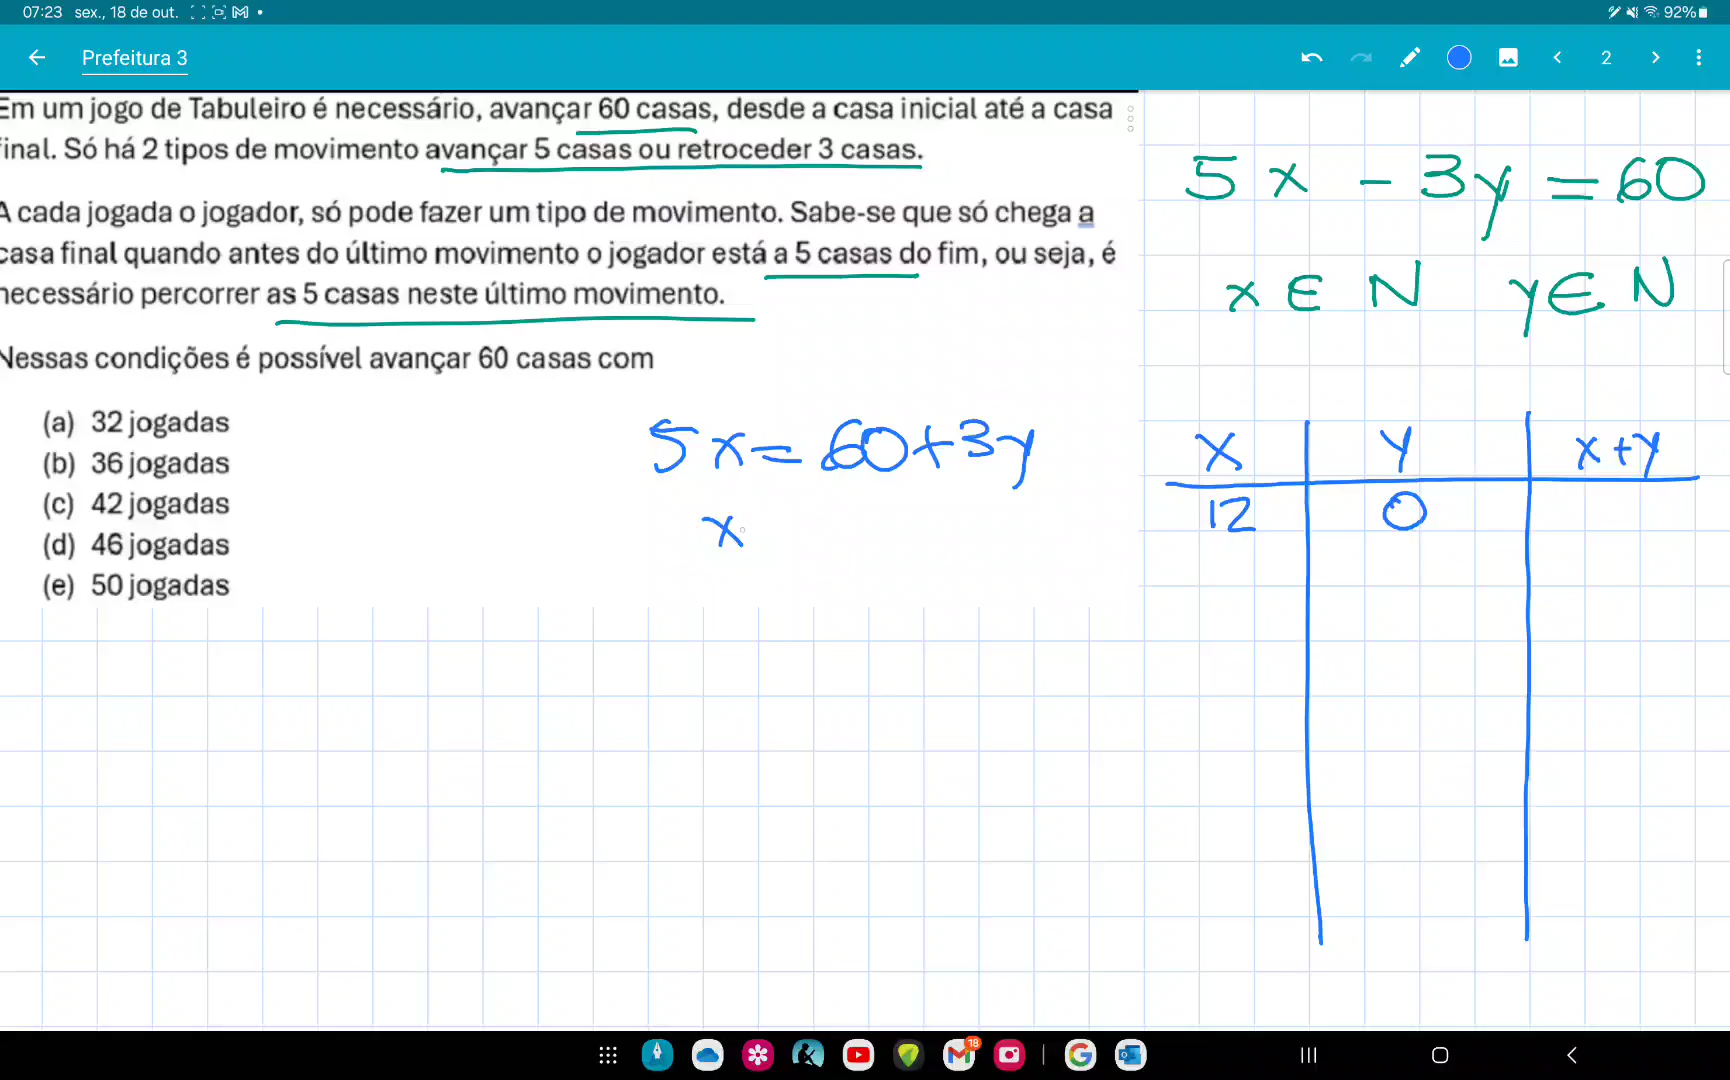 07:23 sex., 18 de out.
92%
Prefeitura 3
2
Em um jogo de Tabuleiro é necessário, avançar 60 casas, desde a casa inicial até a casa
final. Só há 2 tipos de movimento avançar 5 casas ou retroceder 3 casas.
A cada jogada o jogador, só pode fazer um tipo de movimento. Sabe-se que só chega a
casa final quando antes do último movimento o jogador está a 5 casas do fim, ou seja, é
necessário percorrer as 5 casas neste último movimento.
Nessas condições é possível avançar 60 casas com
(a) 32 jogadas
(b) 36 jogadas
(c) 42 jogadas
(d) 46 jogadas
(e) 50 jogadas
5x = 60+3y
x
5x - 3y = 60
x ∈ N y ∈ N
x y x+y
12 0
18